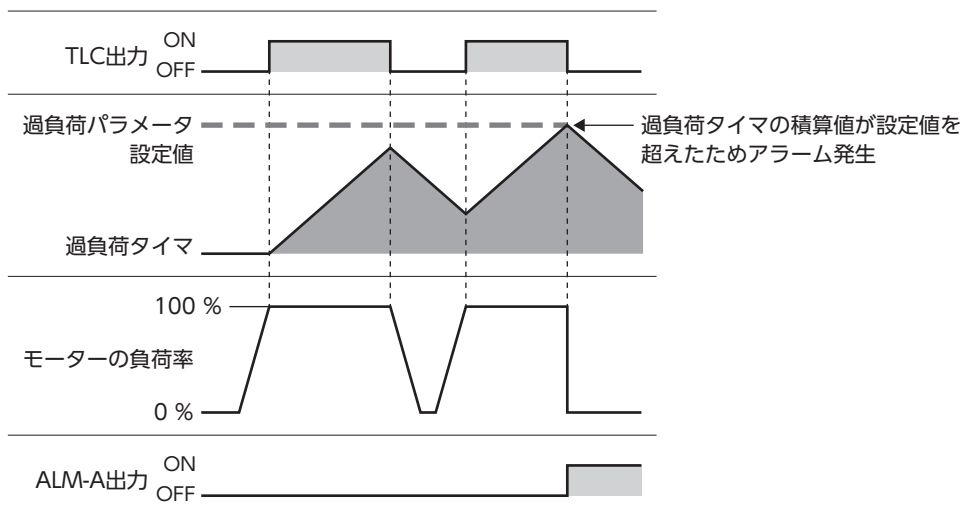 TLC出力
ON
OFF
過負荷パラメータ
設定値
過負荷タイマの積算値が設定値を
超えたためアラーム発生
過負荷タイマ
100 %
モーターの負荷率
0 %
ALM-A出力
ON
OFF